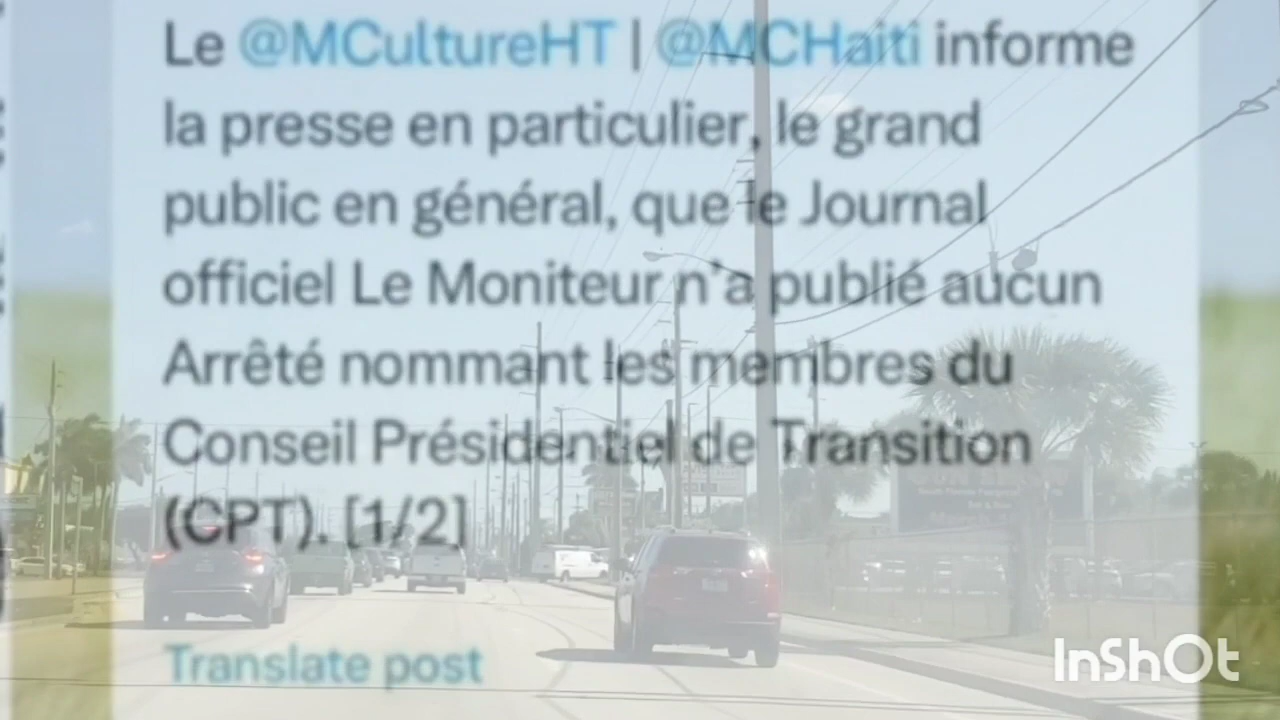 Le @MCultureHT | @MCHaiti informe
la presse en particulier, le grand
public en général, que le Journal
officiel Le Moniteur n'a publié aucun
Arrêté nommant les membres du
Conseil Présidentiel de Transition
(CPT). [1/2]
Translate post
InShOt